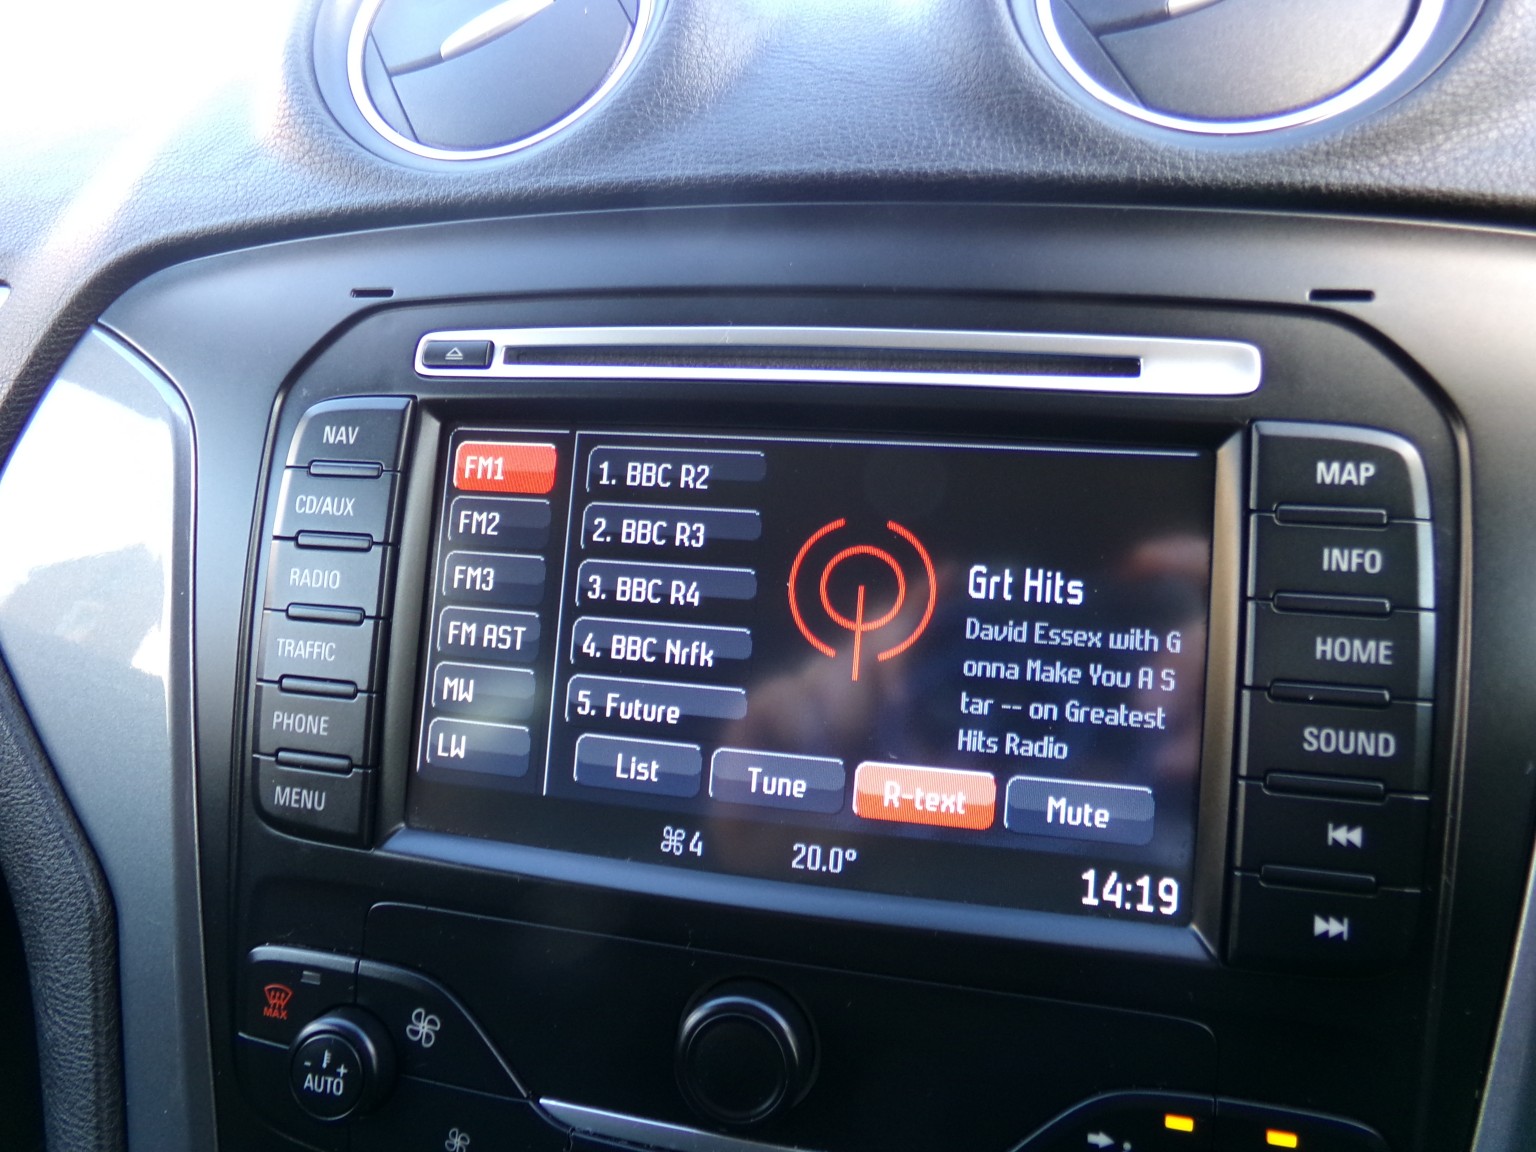 NAV
CD/AUX
RADIO
TRAFFIC
PHONE
MENU
FM1
FM2
FM3
FM AST
MW
LW
1. BBC R2
2. BBC R3
3. BBC R4
4. BBC Nrfk
5. Future
Grt Hits
David Essex with G
onna Make You A S
tar -- on Greatest
Hits Radio
List
Tune
R-text
Mute
4
20.0°
14:19
MAP
INFO
HOME
SOUND
MAX
- +
AUTO